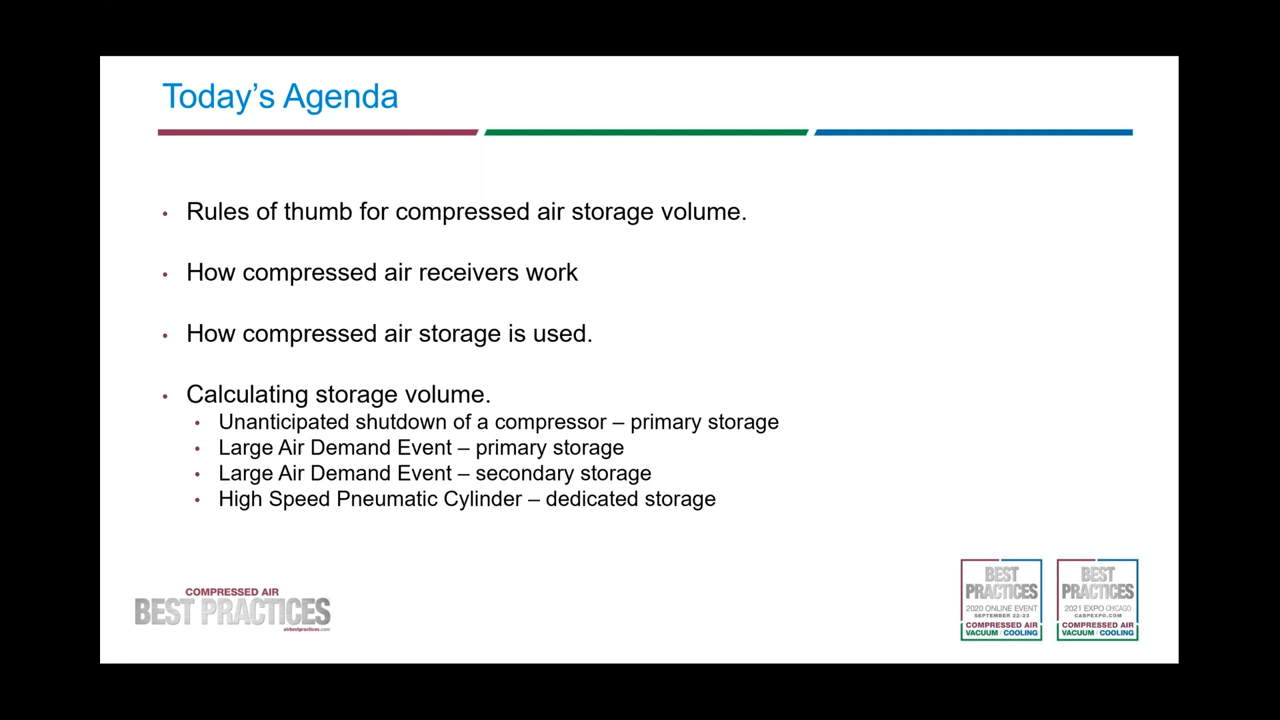 Today's Agenda
• Rules of thumb for compressed air storage volume.
• How compressed air receivers work
• How compressed air storage is used.
• Calculating storage volume.
• Unanticipated shutdown of a compressor – primary storage
• Large Air Demand Event – primary storage
• Large Air Demand Event – secondary storage
• High Speed Pneumatic Cylinder – dedicated storage
COMPRESSED AIR
BEST PRACTICES
airbestpractices.com
BEST
PRACTICES
2020 ONLINE EVENT
SEPTEMBER 22-23
COMPRESSED AIR
VACUUM / COOLING
BEST
PRACTICES
2021 EXPO CHICAGO
CABPEXPO.COM
COMPRESSED AIR
VACUUM / COOLING